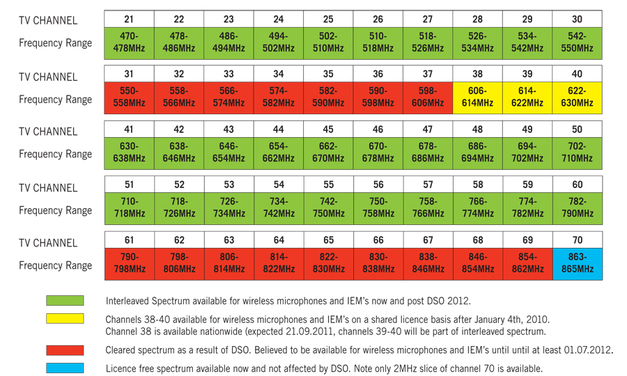 TV CHANNEL 21 22 23 24 25 26 27 28 29 30
Frequency Range 470- 478- 486- 494- 502- 510- 518- 526- 534- 542-
478MHz 486MHz 494MHz 502MHz 510MHz 518MHz 526MHz 534MHz 542MHz 550MHz
TV CHANNEL 31 32 33 34 35 36 37 38 39 40
Frequency Range 550- 558- 566- 574- 582- 590- 598- 606- 614- 622-
558MHz 566MHz 574MHz 582MHz 590MHz 598MHz 606MHz 614MHz 622MHz 630MHz
TV CHANNEL 41 42 43 44 45 46 47 48 49 50
Frequency Range 630- 638- 646- 654- 662- 670- 678- 686- 694- 702-
638MHz 646MHz 654MHz 662MHz 670MHz 678MHz 686MHz 694MHz 702MHz 710MHz
TV CHANNEL 51 52 53 54 55 56 57 58 59 60
Frequency Range 710- 718- 726- 734- 742- 750- 758- 766- 774- 782-
718MHz 726MHz 734MHz 742MHz 750MHz 758MHz 766MHz 774MHz 782MHz 790MHz
TV CHANNEL 61 62 63 64 65 66 67 68 69 70
Frequency Range 790- 798- 806- 814- 822- 830- 838- 846- 854- 863-
798MHz 806MHz 814MHz 822MHz 830MHz 838MHz 846MHz 854MHz 862MHz 865MHz
Interleaved Spectrum available for wireless microphones and IEM's now and post DSO 2012.
Channels 38-40 available for wireless microphones and IEM's on a shared licence basis after January 4th, 2010.
Channel 38 is available nationwide (expected 21.09.2011, channels 39-40 will be part of interleaved spectrum.
Cleared spectrum as a result of DSO. Believed to be available for wireless microphones and IEM's until until at least 01.07.2012.
Licence free spectrum available now and not affected by DSO. Note only 2MHz slice of channel 70 is available.